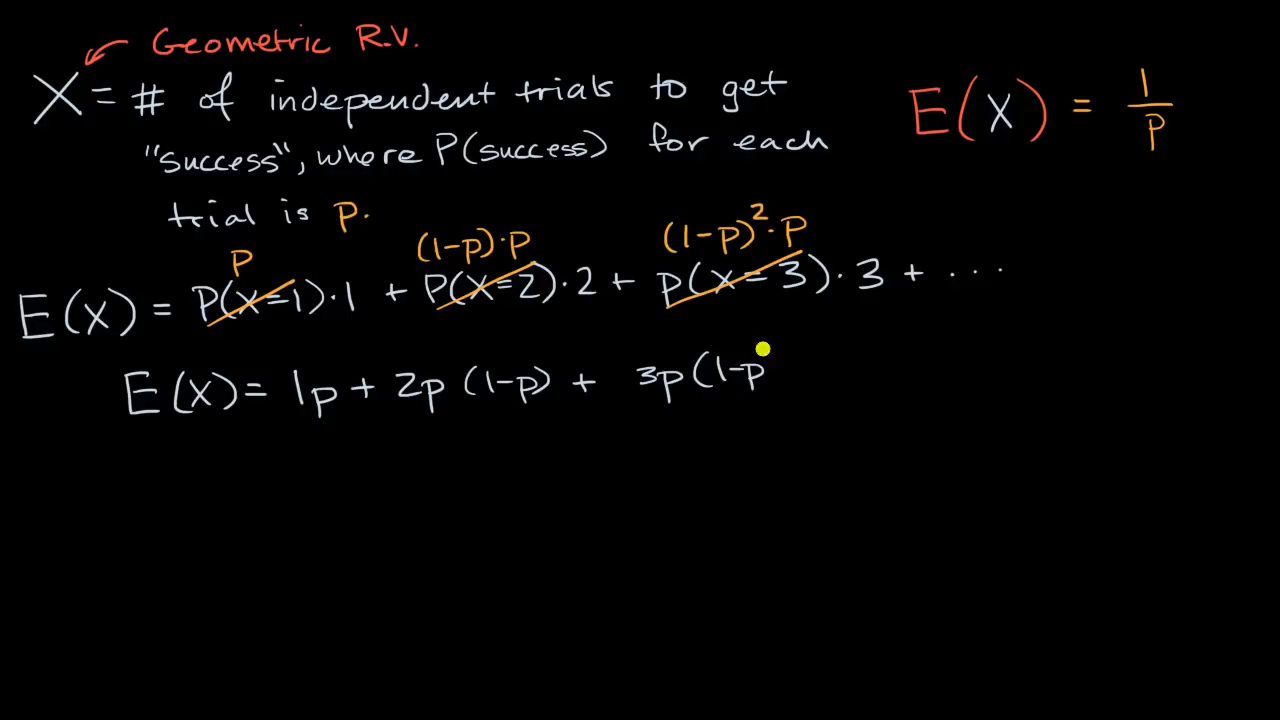 Geometric R.V.
X = # of independent trials to get
"success", where P(success) for each
trial is P.
E(X) = 1/P
P (1-p)·P (1-p)²·P
E(X) = P(X=1)·1 + P(X=2)·2 + P(X=3)·3 + ...
E(X) = 1p + 2p (1-p) + 3p (1-p